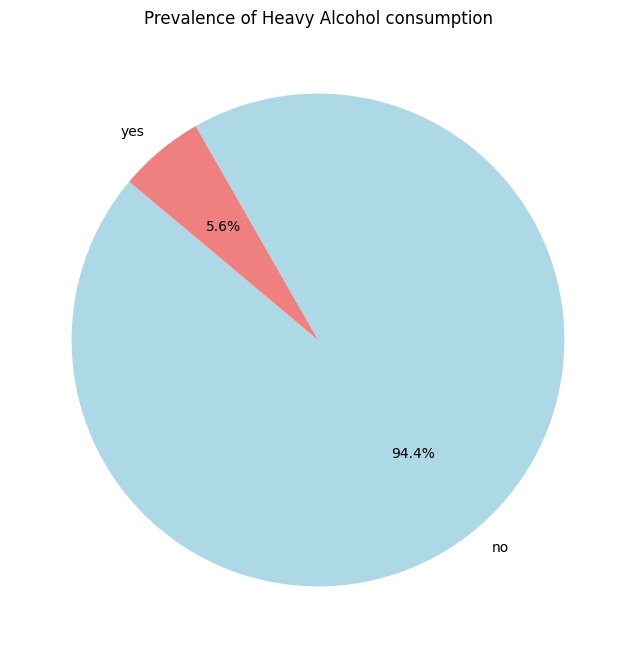 Prevalence of Heavy Alcohol consumption
yes
5.6%
94.4%
no